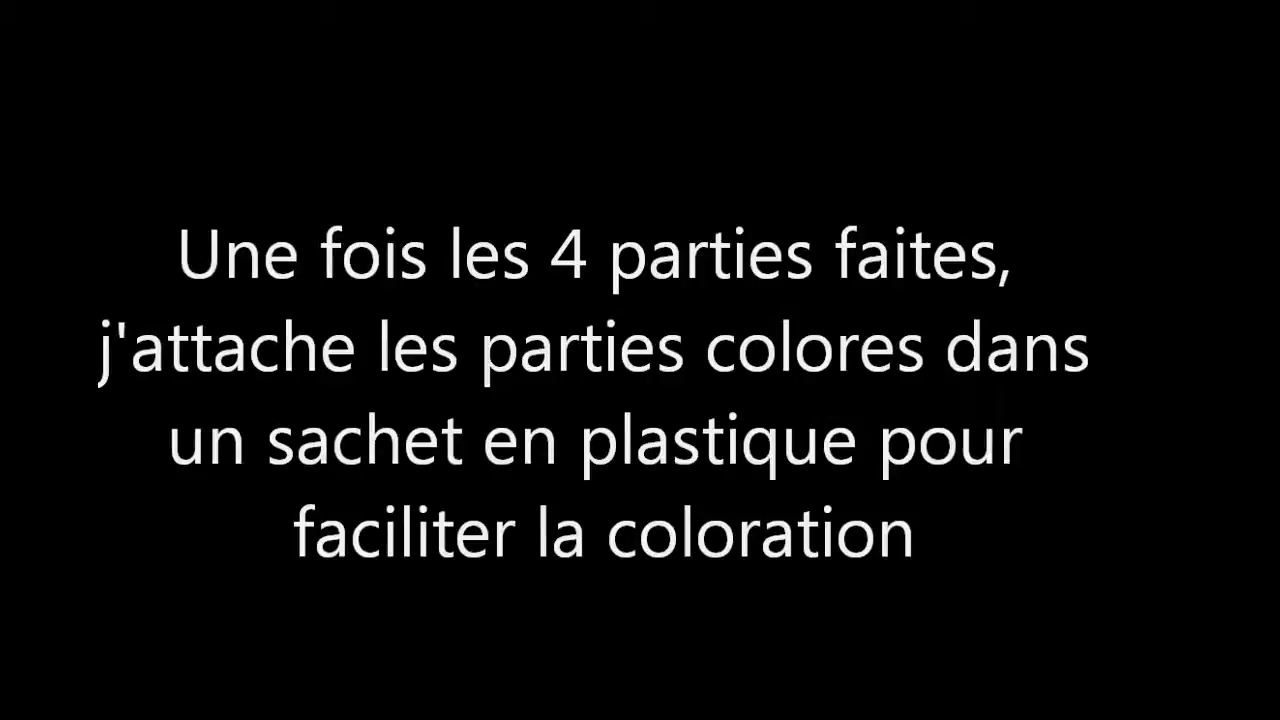 Une fois les 4 parties faites,
j'attache les parties colores dans
un sachet en plastique pour
faciliter la coloration